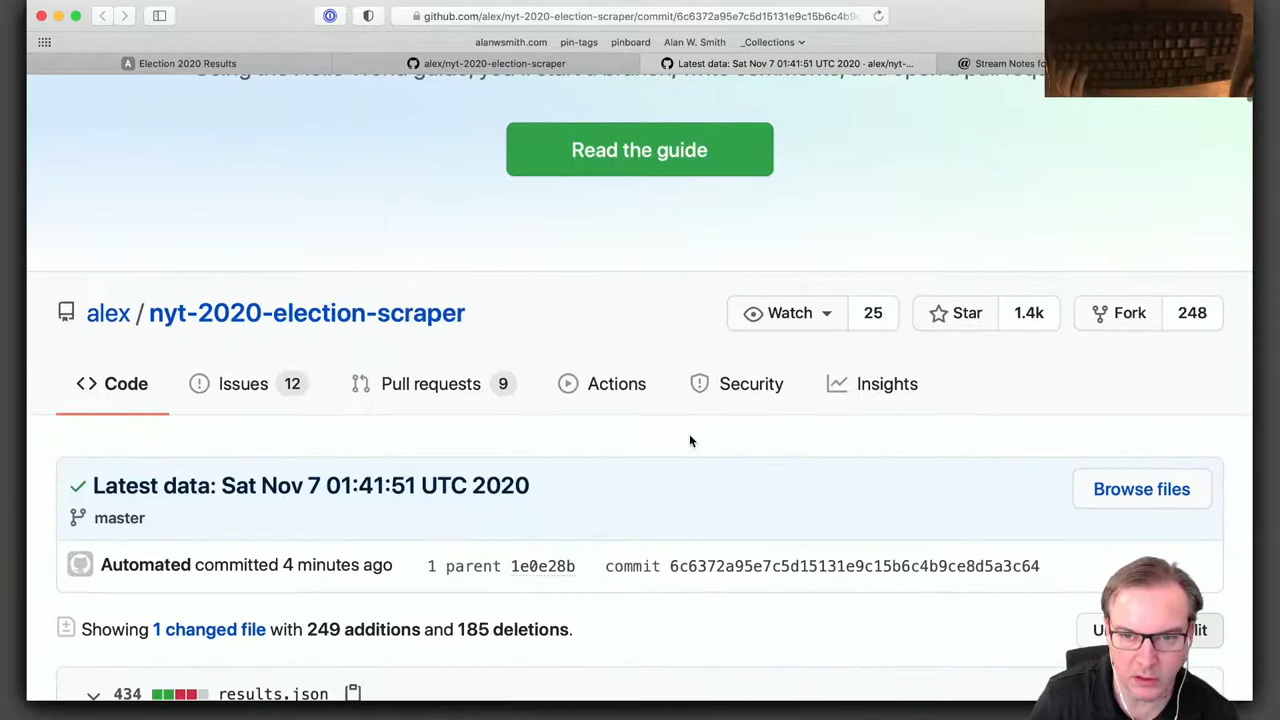 github.com/alex/nyt-2020-election-scraper/commit/6c6372a95e7c5d15131e9c15b6c4b9
alanwsmith.com pin-tags pinboard Alan W. Smith _Collections
Election 2020 Results alex/nyt-2020-election-scraper Latest data: Sat Nov 7 01:41:51 UTC 2020 · alex/nyt-... Stream Notes for
Read the guide
alex / nyt-2020-election-scraper Watch 25 Star 1.4k Fork 248
Code Issues 12 Pull requests 9 Actions Security Insights
Latest data: Sat Nov 7 01:41:51 UTC 2020 Browse files
master
Automated committed 4 minutes ago 1 parent 1e0e28b commit 6c6372a95e7c5d15131e9c15b6c4b9ce8d5a3c64
Showing 1 changed file with 249 additions and 185 deletions.
434 results.json